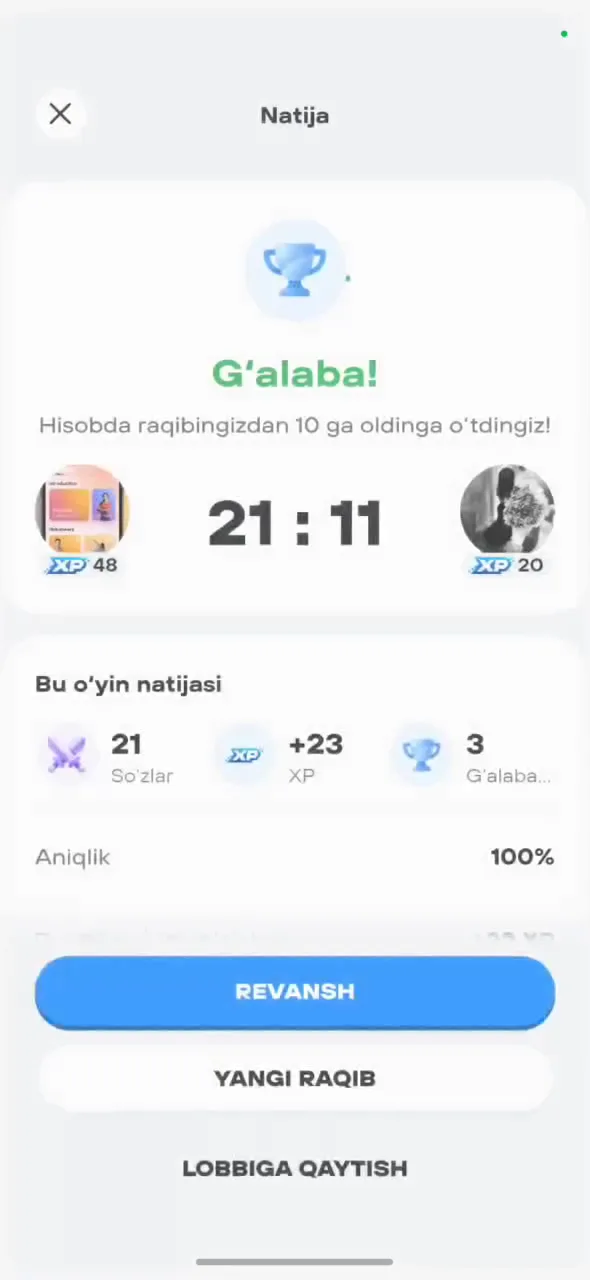 Natija
G‘alaba!
Hisobda raqibingizdan 10 ga oldinga o‘tdingiz!
21 : 11
XP 48
XP 20
Bu o‘yin natijasi
21
So‘zlar
XP
+23
XP
3
G‘alaba...
Aniqlik
100%
REVANSH
YANGI RAQIB
LOBBIGA QAYTISH